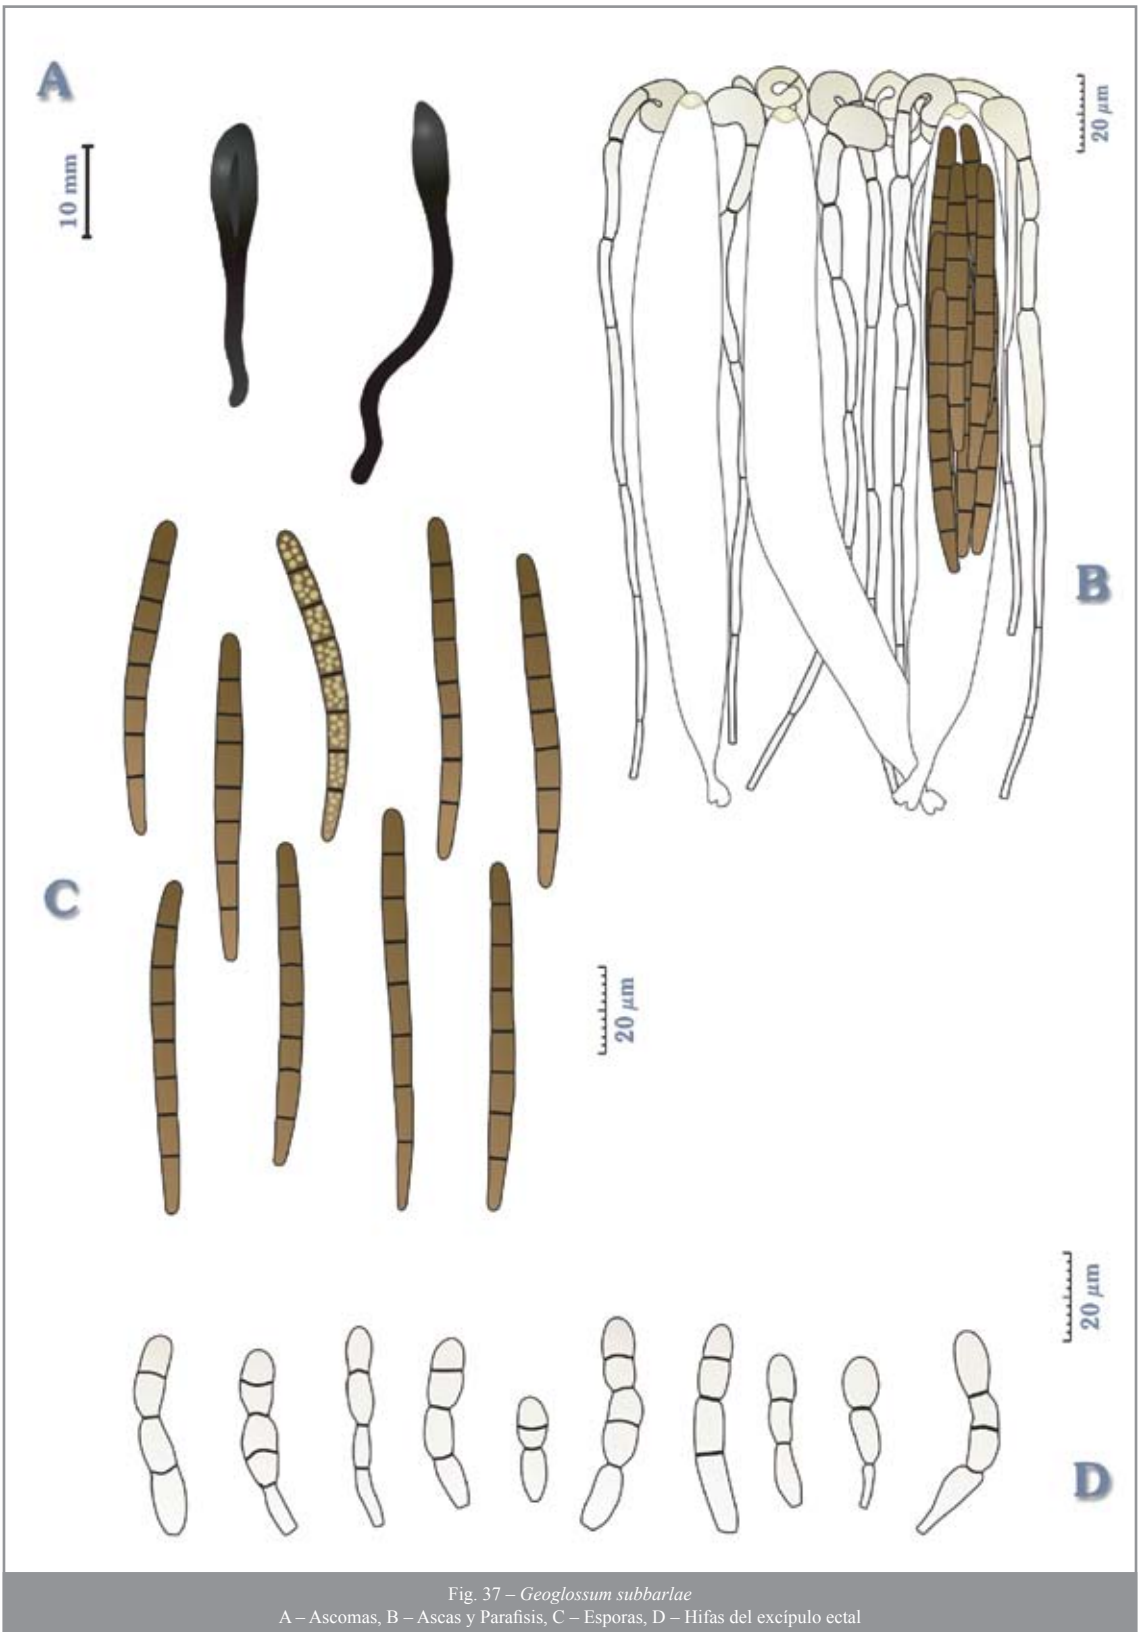 A
10 mm
20 µm
B
C
20 µm
20 µm
D
Fig. 37 – Geoglossum subbarlae
A – Ascomas, B – Ascas y Parafisis, C – Esporas, D – Hifas del excípulo ectal